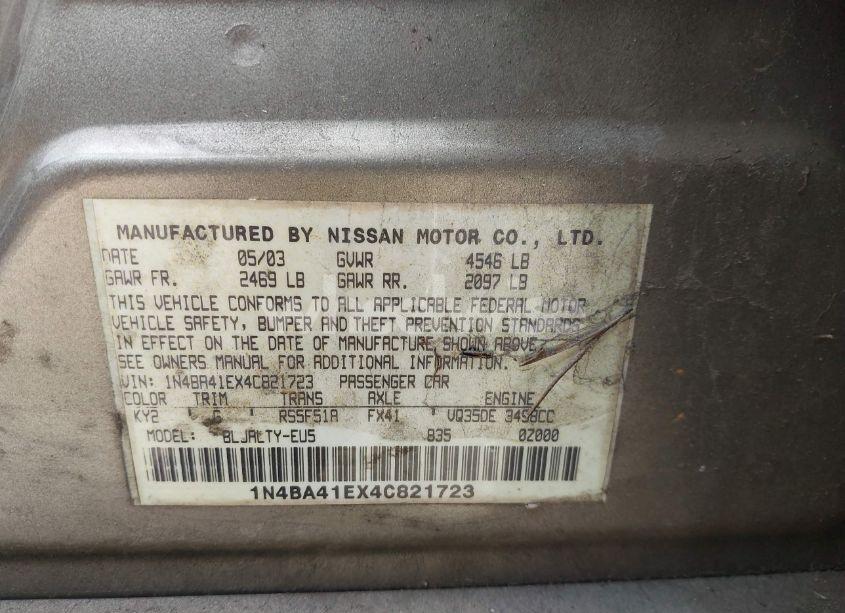 MANUFACTURED BY NISSAN MOTOR CO., LTD.
DATE 05/03 GVWR 4546 LB
GAWR FR. 2469 LB GAWR RR. 2097 LB
THIS VEHICLE CONFORMS TO ALL APPLICABLE FEDERAL MOTOR
VEHICLE SAFETY, BUMPER AND THEFT PREVENTION STANDARDS
IN EFFECT ON THE DATE OF MANUFACTURE SHOWN ABOVE.
SEE OWNERS MANUAL FOR ADDITIONAL INFORMATION.
VIN: 1N4BA41EX4C821723 PASSENGER CAR
COLOR TRIM TRANS AXLE ENGINE
KY2 G RS5F51A FX41 VQ35DE 3498CC
MODEL: BLJALTY-EU5 835 0Z000
1N4BA41EX4C821723